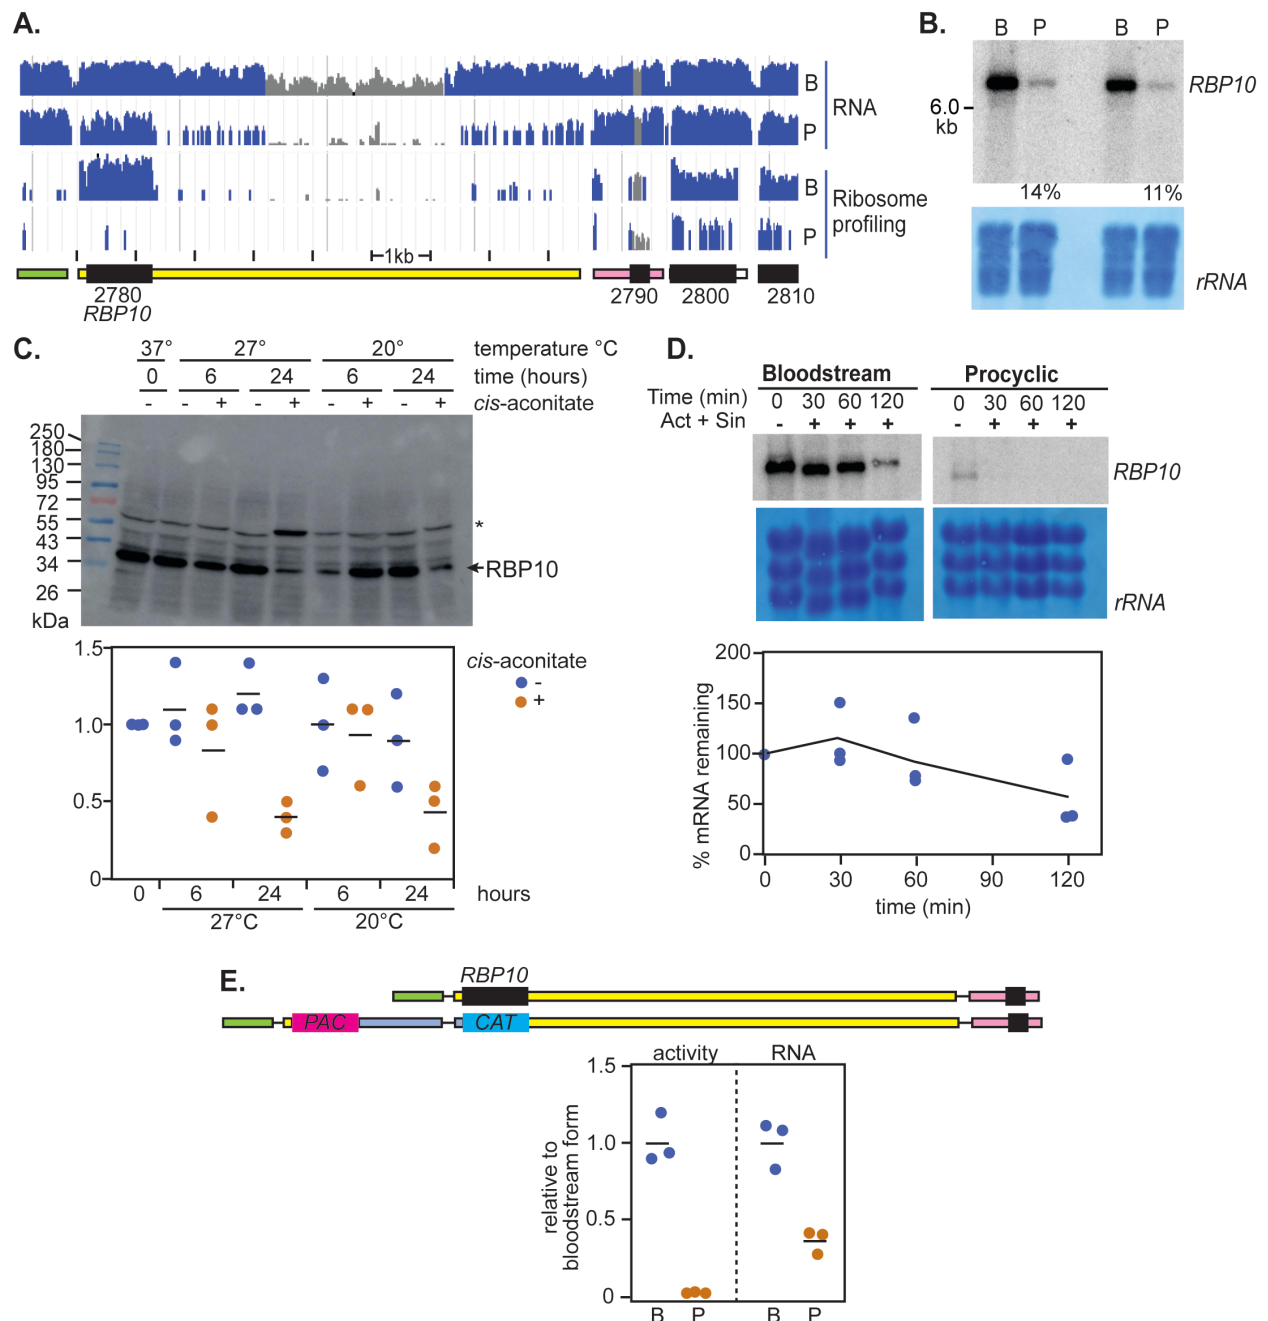 A.
B
P
RNA
B
P
Ribosome
profiling
1kb
2780
RBP10
2790
2800
2810
B.
B P B P
RBP10
6.0
kb
14% 11%
rRNA
C.
37° 27° 20° temperature °C
0 6 24 6 24 time (hours)
- - + - + - + - + cis-aconitate
250
180
130
95
72
55
43
34
26
kDa
*
RBP10
1.5
1.0
0.5
0
cis-aconitate
-
+
0 6 24 6 24 hours
27°C 20°C
D.
Bloodstream Procyclic
Time (min) 0 30 60 120 0 30 60 120
Act + Sin - + + + - + + +
RBP10
rRNA
% mRNA remaining
200
150
100
50
0
0 30 60 90 120
time (min)
E.
RBP10
PAC CAT
activity RNA
relative to
bloodstream form
1.5
1.0
0.5
0
B P B P